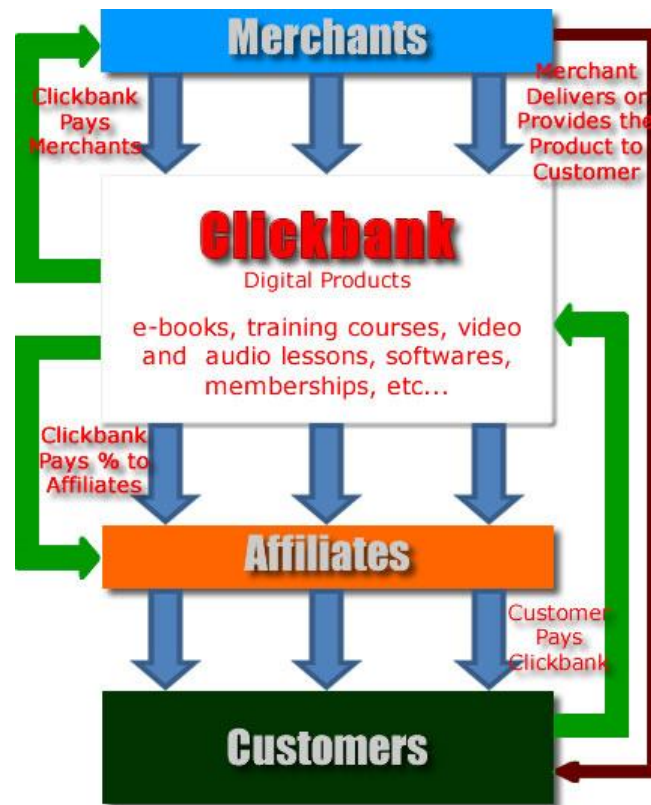 Merchants
Clickbank
Pays
Merchants
Merchant
Delivers or
Provides the
Product to
Customer
Clickbank
Digital Products
e-books, training courses, video
and audio lessons, softwares,
memberships, etc...
Clickbank
Pays % to
Affiliates
Affiliates
Customer
Pays
Clickbank
Customers